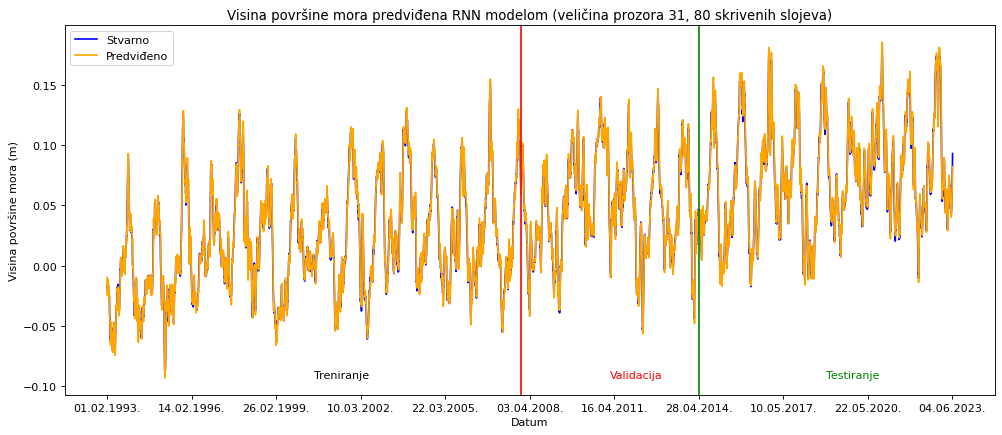 Visina površine mora predviđena RNN modelom (veličina prozora 31, 80 skrivenih slojeva)
Stvarno
Predviđeno
0.15
0.10
0.05
0.00
−0.05
−0.10
Visina površine mora (m)
Treniranje
Validacija
Testiranje
01.02.1993. 14.02.1996. 26.02.1999. 10.03.2002. 22.03.2005. 03.04.2008. 16.04.2011. 28.04.2014. 10.05.2017. 22.05.2020. 04.06.2023.
Datum